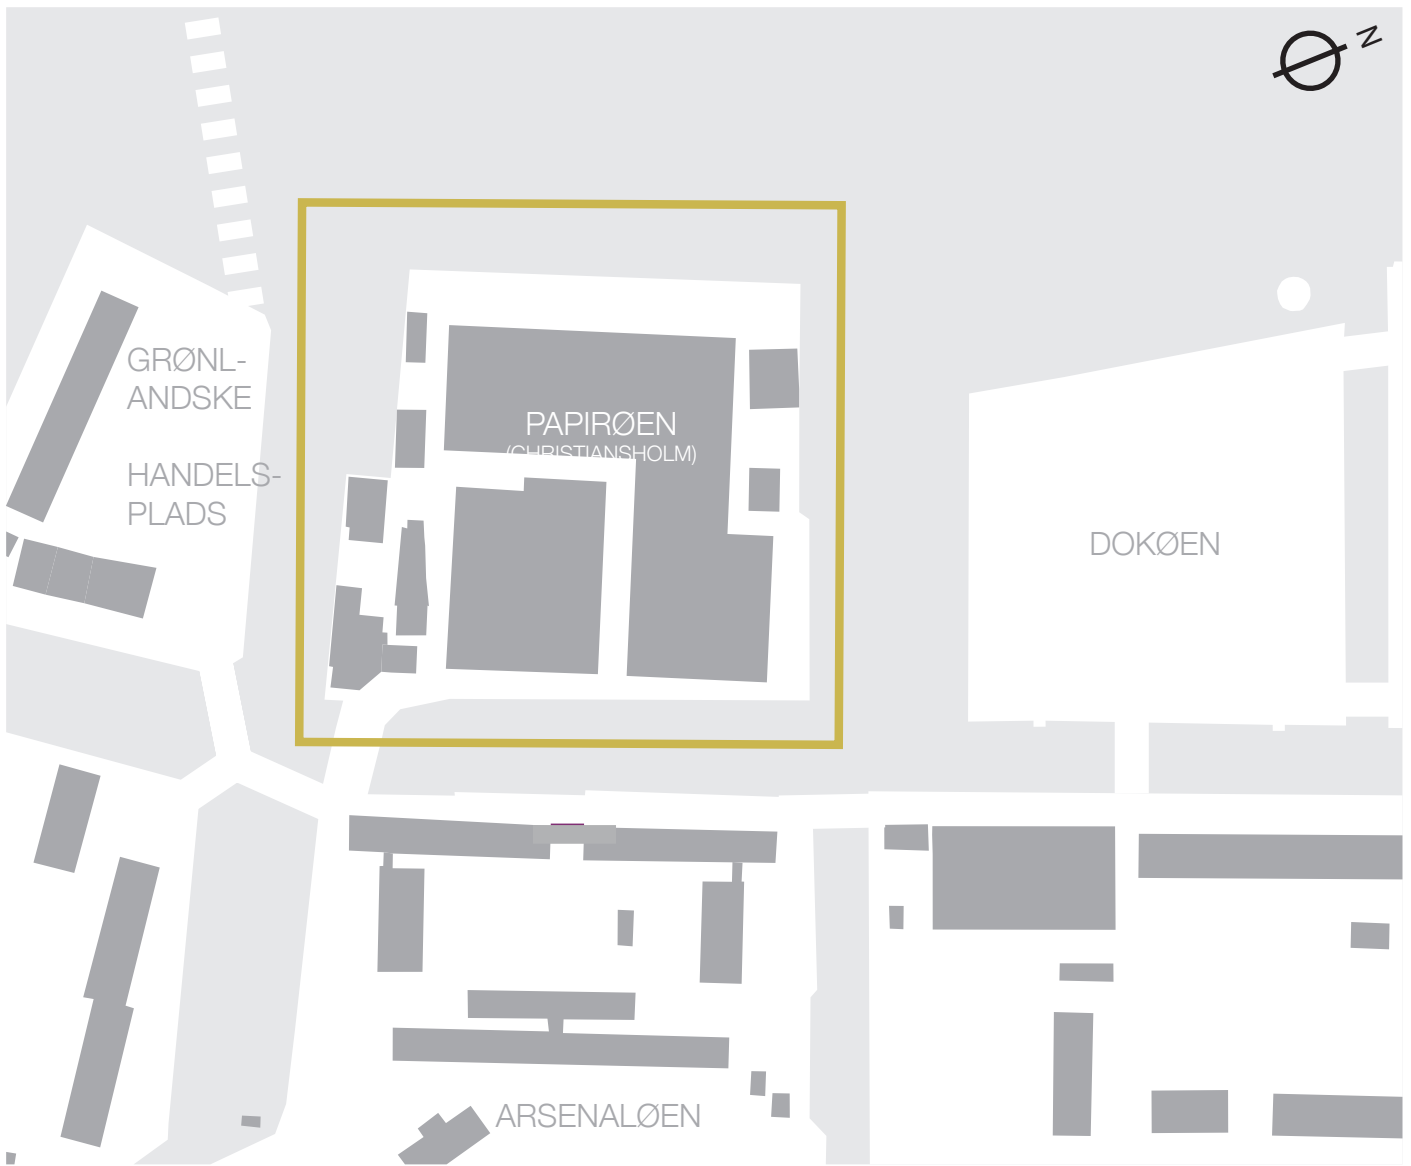 N
GRØNL-
ANDSKE
HANDELS-
PLADS
PAPIRØEN
(CHRISTIANSHOLM)
DOKØEN
ARSENALØEN